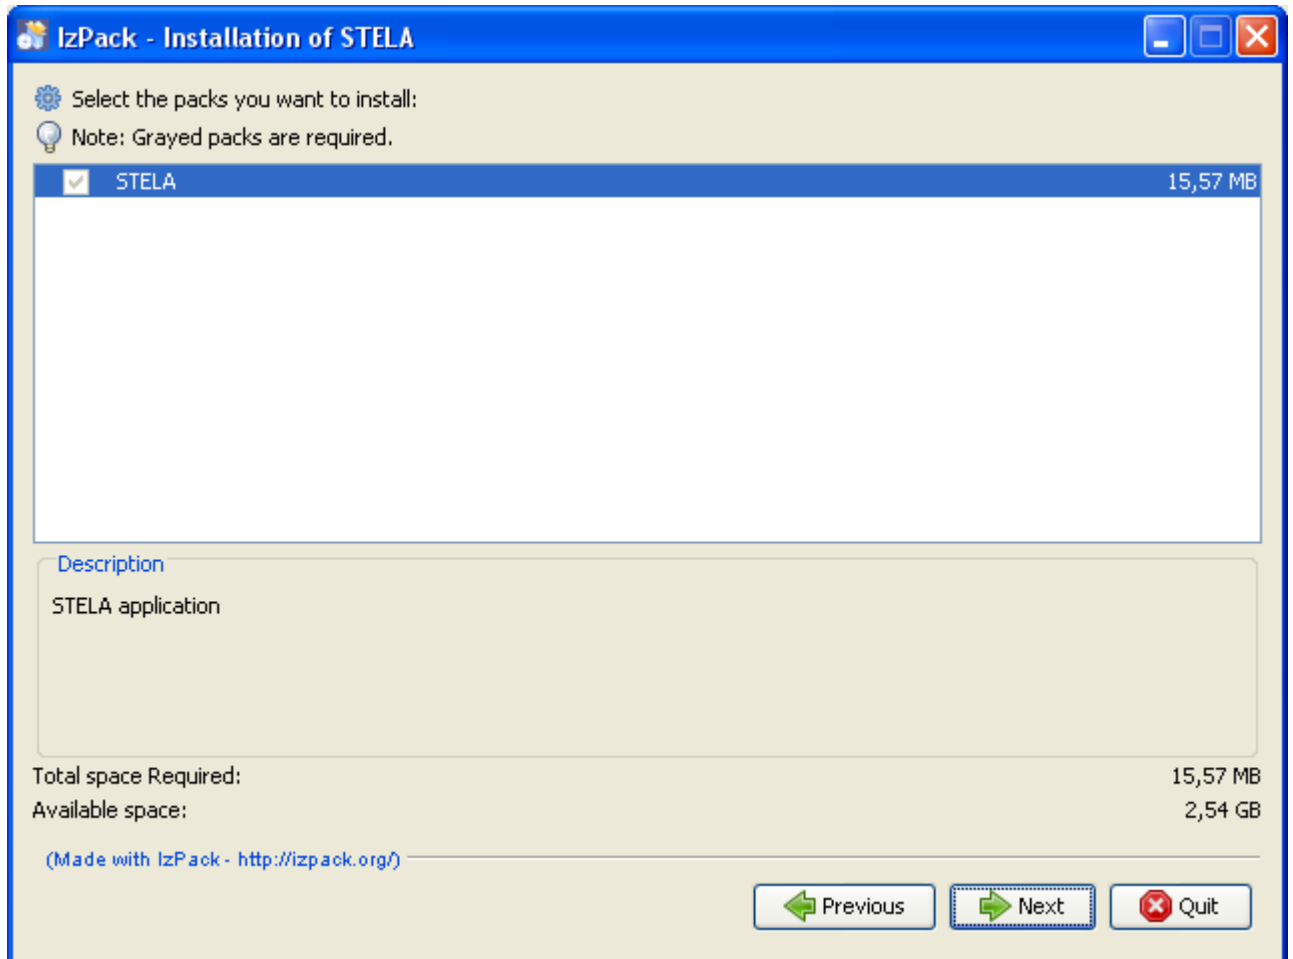 IzPack - Installation of STELA
Select the packs you want to install:
Note: Grayed packs are required.
STELA 15,57 MB
Description
STELA application
Total space Required: 15,57 MB
Available space: 2,54 GB
(Made with IzPack - http://izpack.org/)
Previous Next Quit